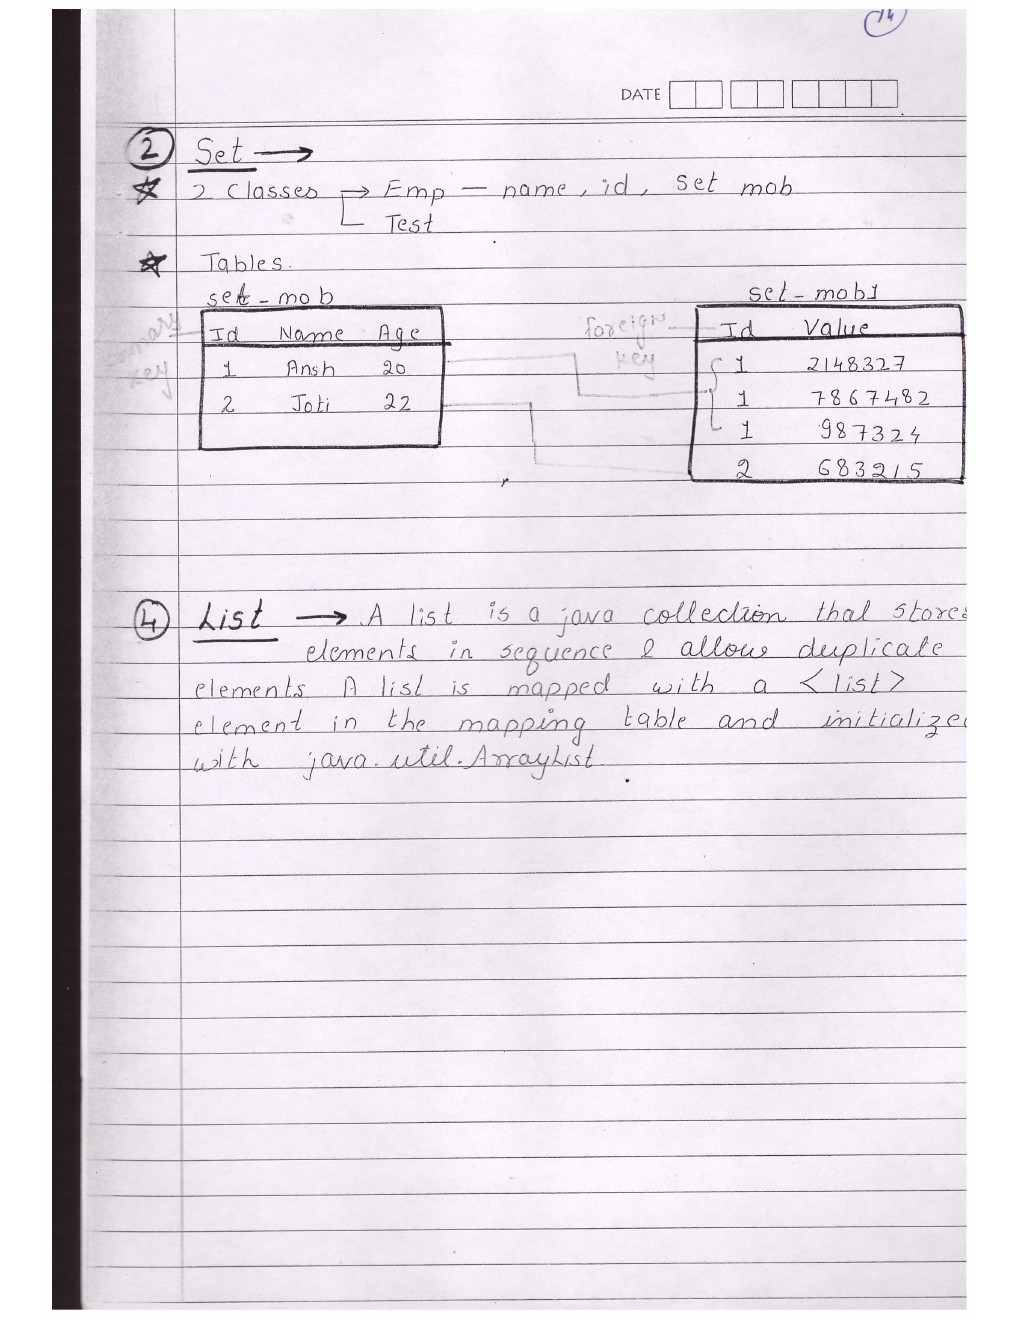 14
DATE
2 Set →
2 Classes → Emp — name, id, set mob
Test
Tables.
set - mob
set - mob1
Id Name Age
1 Ansh 20
2 Joti 22
primary key
foreign key
Id Value
1 2148327
1 7867482
1 987324
2 683215
4 List → A list is a java collection that stores
elements in sequence & allow duplicate
elements. A list is mapped with a <list>
element in the mapping table and initialized
with java.util.ArrayList.